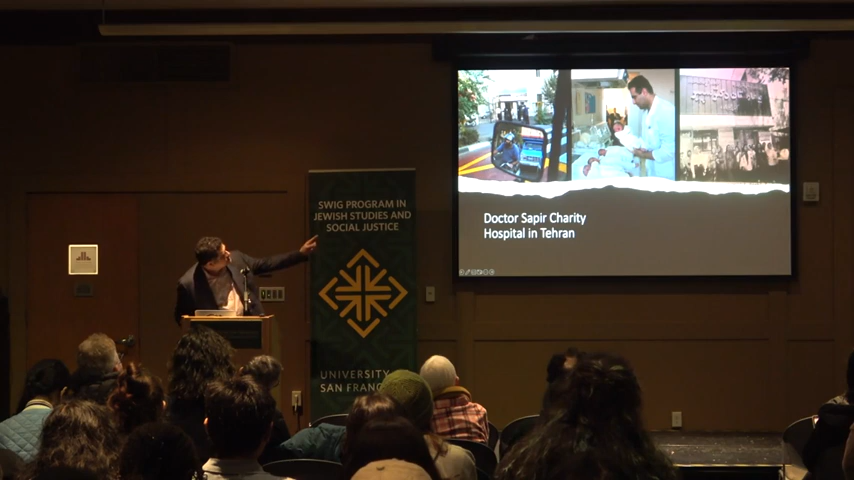 SWIG PROGRAM IN
JEWISH STUDIES AND
SOCIAL JUSTICE
UNIVERSITY
SAN FRANC
Doctor Sapir Charity
Hospital in Tehran